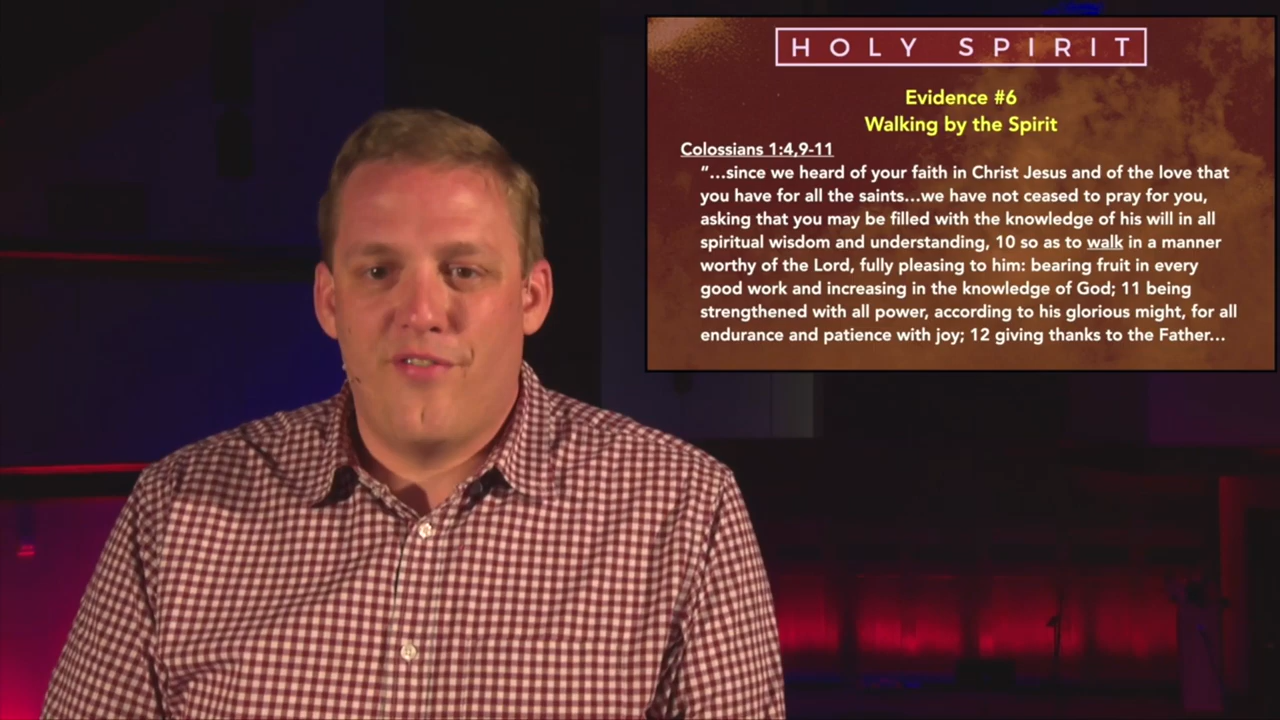 HOLY SPIRIT
Evidence #6
Walking by the Spirit
Colossians 1:4,9-11
“...since we heard of your faith in Christ Jesus and of the love that
you have for all the saints...we have not ceased to pray for you,
asking that you may be filled with the knowledge of his will in all
spiritual wisdom and understanding, 10 so as to walk in a manner
worthy of the Lord, fully pleasing to him: bearing fruit in every
good work and increasing in the knowledge of God; 11 being
strengthened with all power, according to his glorious might, for all
endurance and patience with joy; 12 giving thanks to the Father...